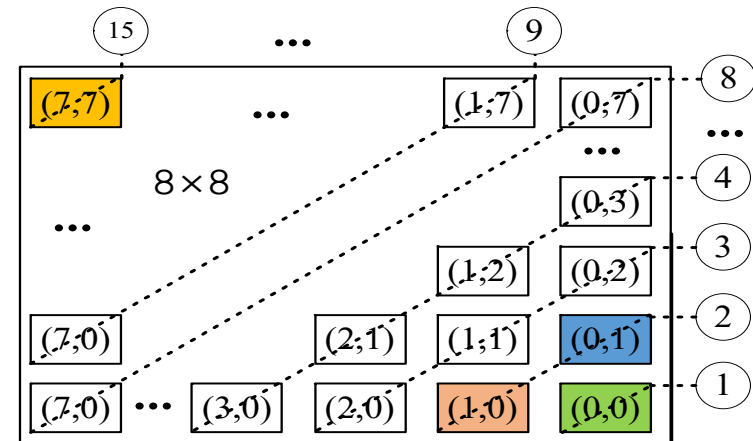 15 ... 9
(7;7) ... (1;7) (0;7) 8
... ...
8×8
(0;3) 4
...
(1;2) (0;2) 3
(7;0) (2;1) (1;1) (0;1) 2
(7;0) ... (3;0) (2;0) (1;0) (0;0) 1